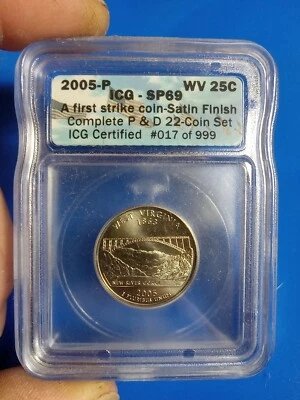 2005-P WV 25C
ICG - SP69
A first strike coin-Satin Finish
Complete P & D 22-Coin Set
ICG Certified #017 of 999
WEST VIRGINIA
1863
NEW RIVER GORGE
2005
E PLURIBUS UNUM